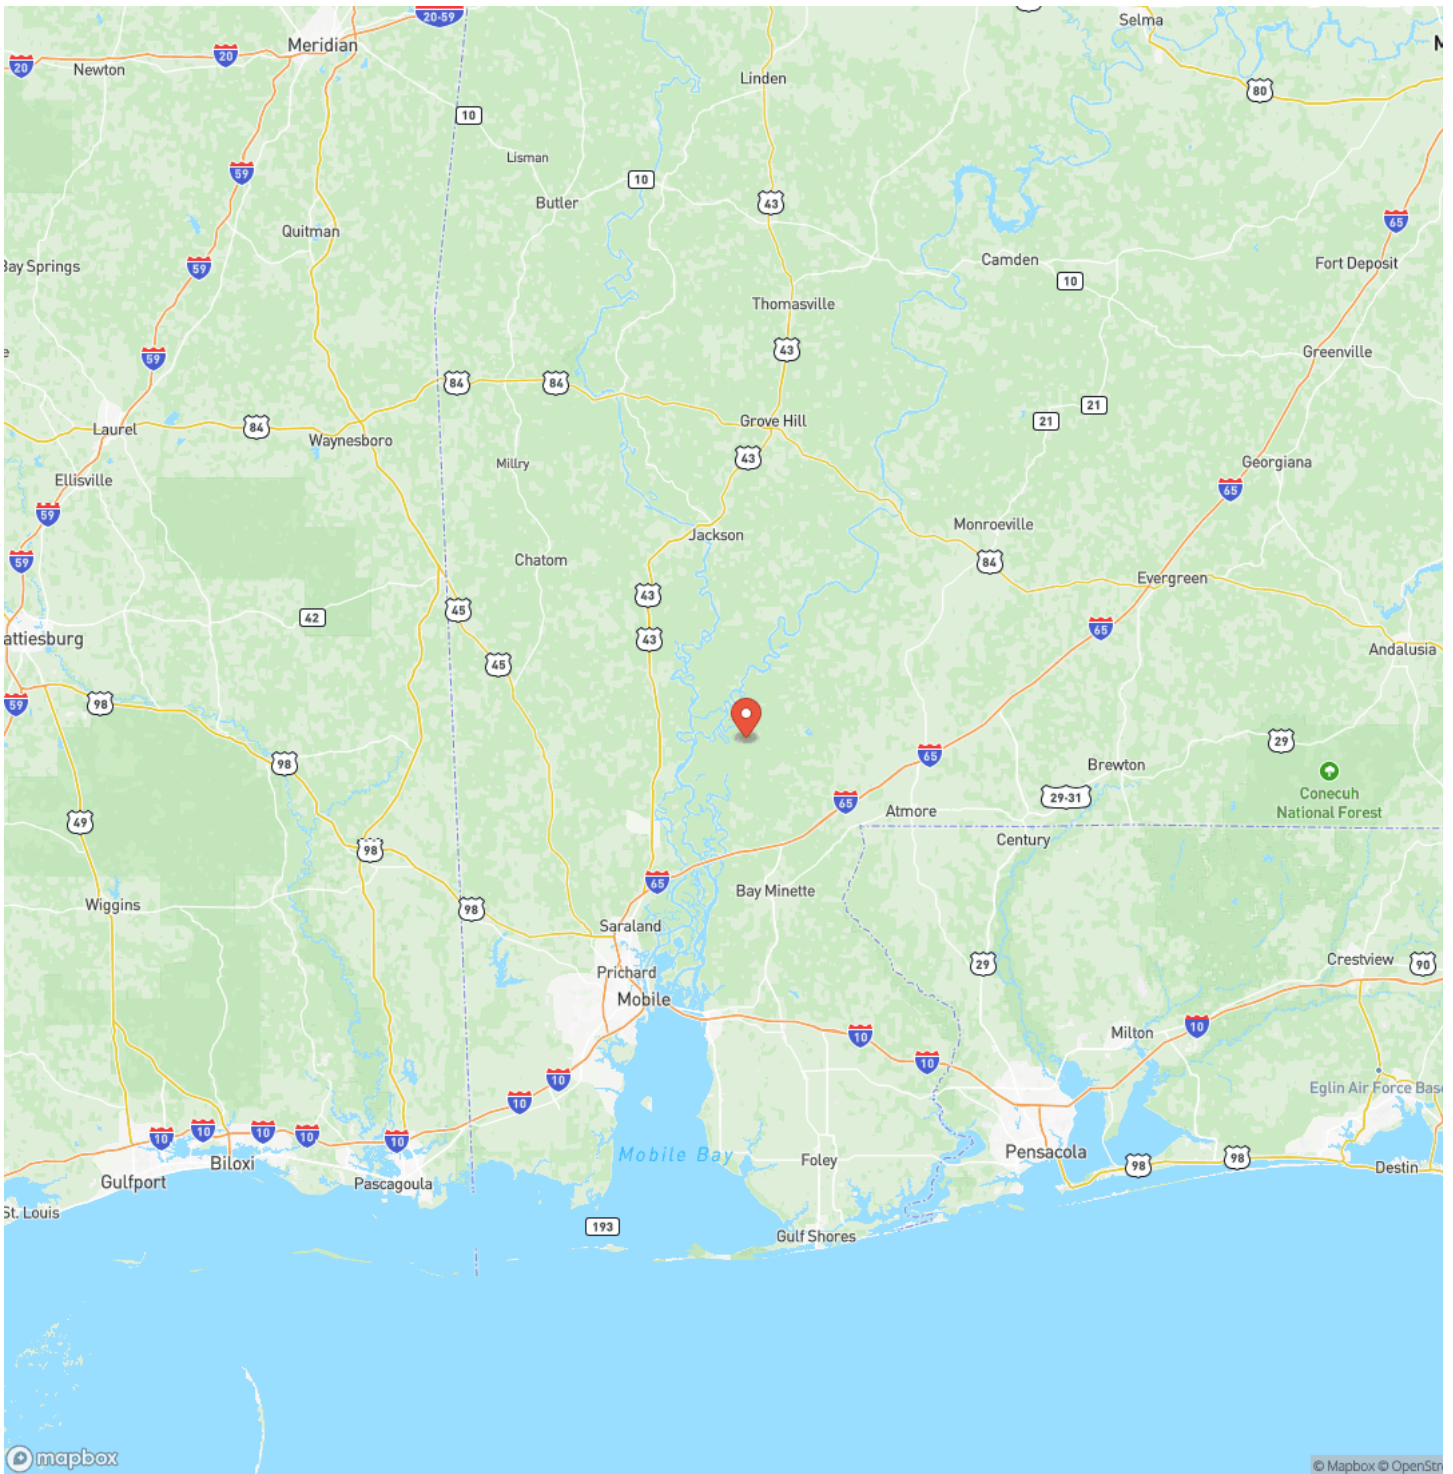 20-59
Selma
Meridian
20
20
Newton
Linden
80
10
Lisman
59
10
Butler
43
65
Quitman
Bay Springs
59
Camden
Fort Deposit
10
Thomasville
59
43
Greenville
84
84
21
21
Laurel
84
Grove Hill
Waynesboro
43
Millry
Georgiana
Ellisville
65
59
Monroeville
Jackson
59
Chatom
84
Evergreen
43
45
42
65
attiesburg
43
Andalusia
45
59
98
29
65
98
Brewton
Conecuh
National Forest
29-31
65
Atmore
49
Century
98
65
Bay Minette
Wiggins
98
Saraland
Crestview
90
29
Prichard
Mobile
10
10
Milton
10
10
10
Eglin Air Force Base
10
10
10
10
10
Mobile Bay
Pensacola
Foley
98
98
Biloxi
Destin
Gulfport
Pascagoula
St. Louis
193
Gulf Shores
mapbox
© Mapbox © OpenStre